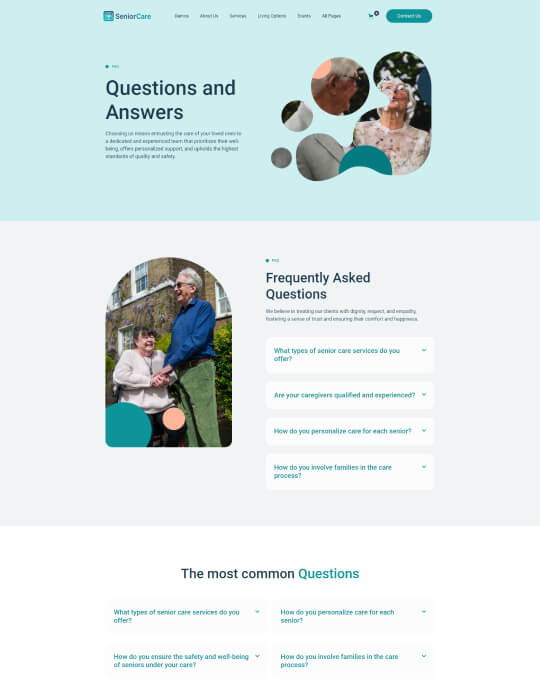 SeniorCare
Demos
About Us
Services
Living Options
Events
All Pages
0
Contact Us
FAQ
Questions and
Answers
Choosing us means entrusting the care of your loved ones to
a dedicated and experienced team that prioritizes their well-
being, offers personalized support, and upholds the highest
standards of quality and safety.
FAQ
Frequently Asked
Questions
We believe in treating our clients with dignity, respect, and empathy,
fostering a sense of trust and ensuring their comfort and happiness.
What types of senior care services do you
offer?
Are your caregivers qualified and experienced?
How do you personalize care for each senior?
How do you involve families in the care
process?
The most common Questions
What types of senior care services do you
offer?
How do you personalize care for each
senior?
How do you ensure the safety and well-being
of seniors under your care?
How do you involve families in the care
process?